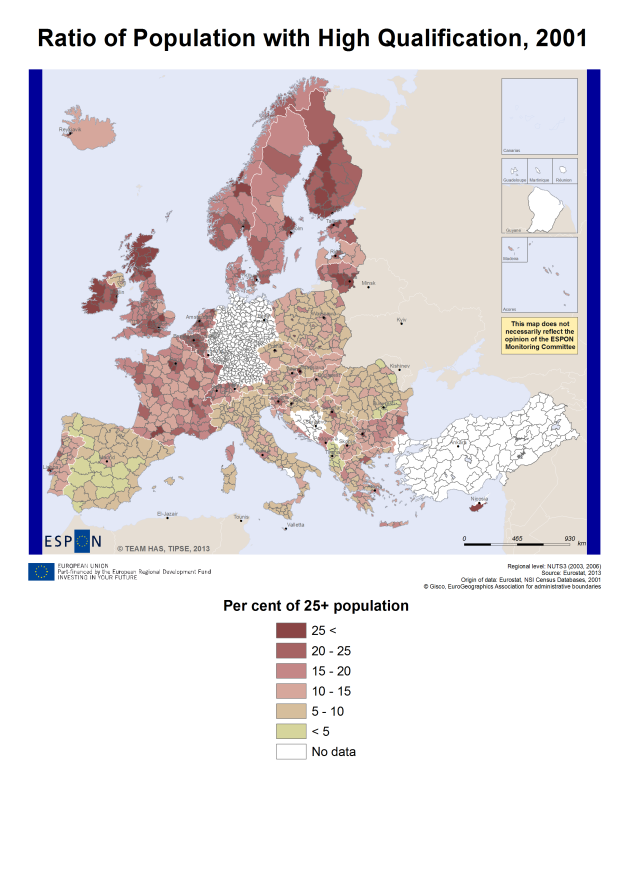 Ratio of Population with High Qualification, 2001
Reykjavik
Canarias
Guadeloupe
Martinique
Réunion
Guyane
Madeira
Acores
This map does not
necessarily reflect the
opinion of the ESPON
Monitoring Committee
Minsk
Kyiv
Kishinev
El-Jazair
Tounis
Valletta
Nicosia
ESPON
© TEAM HAS, TIPSE, 2013
0 465 930
km
EUROPEAN UNION
Part-financed by the European Regional Development Fund
INVESTING IN YOUR FUTURE
Regional level: NUTS3 (2003, 2006)
Source: Eurostat, 2013
Origin of data: Eurostat, NSI Census Databases, 2001
© Gisco, EuroGeographics Association for administrative boundaries
Per cent of 25+ population
25 <
20 - 25
15 - 20
10 - 15
5 - 10
< 5
No data